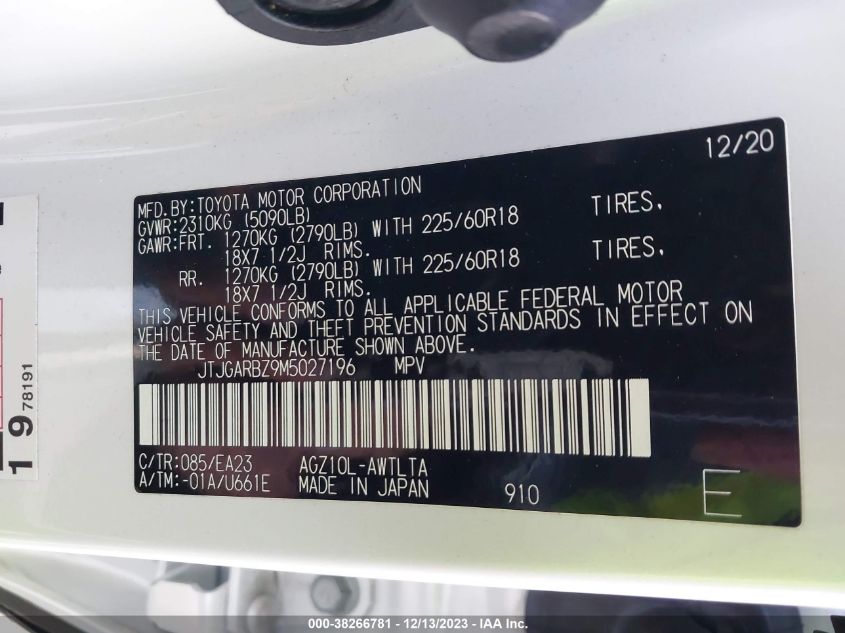 12/20
MFD.BY:TOYOTA MOTOR CORPORATION
GVWR:2310KG (5090LB)
GAWR:FRT. 1270KG (2790LB) WITH 225/60R18 TIRES,
18X7 1/2J RIMS.
RR. 1270KG (2790LB) WITH 225/60R18 TIRES,
18X7 1/2J RIMS.
THIS VEHICLE CONFORMS TO ALL APPLICABLE FEDERAL MOTOR
VEHICLE SAFETY AND THEFT PREVENTION STANDARDS IN EFFECT ON
THE DATE OF MANUFACTURE SHOWN ABOVE.
JTJGARBZ9M5027196 MPV
C/TR:085/EA23 AGZ10L-AWTLTA
A/TM:-01A/U661E MADE IN JAPAN 910 E
19 78191
000-38266781 - 12/13/2023 - IAA Inc.